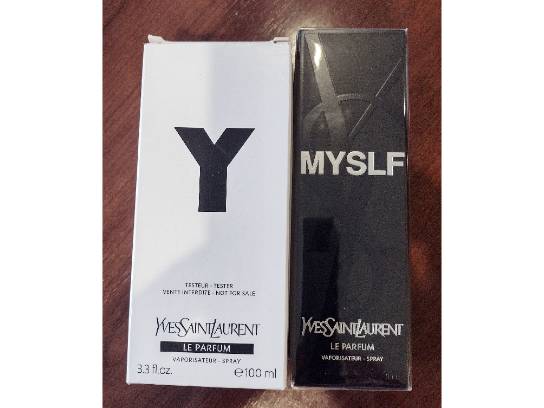 Y
TESTEUR - TESTER
VENTE INTERDITE - NOT FOR SALE
YVESSAINTLAURENT
LE PARFUM
VAPORISATEUR - SPRAY
3.3 fl.oz. e100 ml
MYSLF
YVESSAINTLAURENT
LE PARFUM
VAPORISATEUR - SPRAY